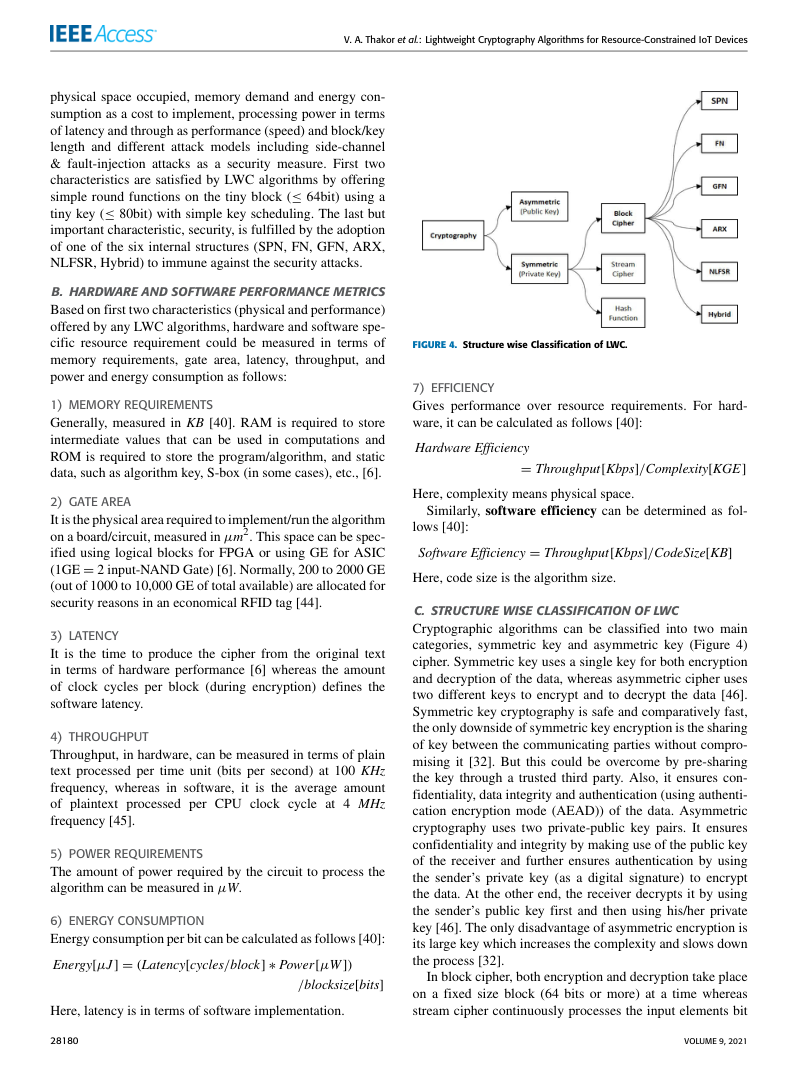 IEEE Access
V. A. Thakor et al.: Lightweight Cryptography Algorithms for Resource-Constrained IoT Devices
physical space occupied, memory demand and energy con-
sumption as a cost to implement, processing power in terms
of latency and through as performance (speed) and block/key
length and different attack models including side-channel
& fault-injection attacks as a security measure. First two
characteristics are satisfied by LWC algorithms by offering
simple round functions on the tiny block (≤ 64bit) using a
tiny key (≤ 80bit) with simple key scheduling. The last but
important characteristic, security, is fulfilled by the adoption
of one of the six internal structures (SPN, FN, GFN, ARX,
NLFSR, Hybrid) to immune against the security attacks.
B. HARDWARE AND SOFTWARE PERFORMANCE METRICS
Based on first two characteristics (physical and performance)
offered by any LWC algorithms, hardware and software spe-
cific resource requirement could be measured in terms of
memory requirements, gate area, latency, throughput, and
power and energy consumption as follows:
1) MEMORY REQUIREMENTS
Generally, measured in KB [40]. RAM is required to store
intermediate values that can be used in computations and
ROM is required to store the program/algorithm, and static
data, such as algorithm key, S-box (in some cases), etc., [6].
2) GATE AREA
It is the physical area required to implement/run the algorithm
on a board/circuit, measured in μm². This space can be spec-
ified using logical blocks for FPGA or using GE for ASIC
(1GE = 2 input-NAND Gate) [6]. Normally, 200 to 2000 GE
(out of 1000 to 10,000 GE of total available) are allocated for
security reasons in an economical RFID tag [44].
3) LATENCY
It is the time to produce the cipher from the original text
in terms of hardware performance [6] whereas the amount
of clock cycles per block (during encryption) defines the
software latency.
4) THROUGHPUT
Throughput, in hardware, can be measured in terms of plain
text processed per time unit (bits per second) at 100 KHz
frequency, whereas in software, it is the average amount
of plaintext processed per CPU clock cycle at 4 MHz
frequency [45].
5) POWER REQUIREMENTS
The amount of power required by the circuit to process the
algorithm can be measured in μW.
6) ENERGY CONSUMPTION
Energy consumption per bit can be calculated as follows [40]:
Energy[μJ] = (Latency[cycles/block] ∗ Power[μW])
/blocksize[bits]
Here, latency is in terms of software implementation.
Cryptography
Asymmetric
(Public Key)
Symmetric
(Private Key)
Block
Cipher
Stream
Cipher
Hash
Function
SPN
FN
GFN
ARX
NLFSR
Hybrid
FIGURE 4. Structure wise Classification of LWC.
7) EFFICIENCY
Gives performance over resource requirements. For hard-
ware, it can be calculated as follows [40]:
Hardware Efficiency
= Throughput[Kbps]/Complexity[KGE]
Here, complexity means physical space.
Similarly, software efficiency can be determined as fol-
lows [40]:
Software Efficiency = Throughput[Kbps]/CodeSize[KB]
Here, code size is the algorithm size.
C. STRUCTURE WISE CLASSIFICATION OF LWC
Cryptographic algorithms can be classified into two main
categories, symmetric key and asymmetric key (Figure 4)
cipher. Symmetric key uses a single key for both encryption
and decryption of the data, whereas asymmetric cipher uses
two different keys to encrypt and to decrypt the data [46].
Symmetric key cryptography is safe and comparatively fast,
the only downside of symmetric key encryption is the sharing
of key between the communicating parties without compro-
mising it [32]. But this could be overcome by pre-sharing
the key through a trusted third party. Also, it ensures con-
fidentiality, data integrity and authentication (using authenti-
cation encryption mode (AEAD)) of the data. Asymmetric
cryptography uses two private-public key pairs. It ensures
confidentiality and integrity by making use of the public key
of the receiver and further ensures authentication by using
the sender's private key (as a digital signature) to encrypt
the data. At the other end, the receiver decrypts it by using
the sender's public key first and then using his/her private
key [46]. The only disadvantage of asymmetric encryption is
its large key which increases the complexity and slows down
the process [32].
In block cipher, both encryption and decryption take place
on a fixed size block (64 bits or more) at a time whereas
stream cipher continuously processes the input elements bit
28180
VOLUME 9, 2021